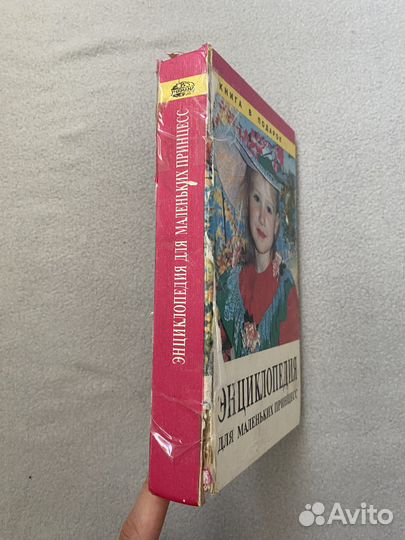 ЭНЦИКЛОПЕДИЯ ДЛЯ МАЛЕНЬКИХ ПРИНЦЕСС
КНИГА В ПОДАРОК
ЭНЦИКЛОПЕДИЯ
ДЛЯ МАЛЕНЬКИХ ПРИНЦЕСС
Avito